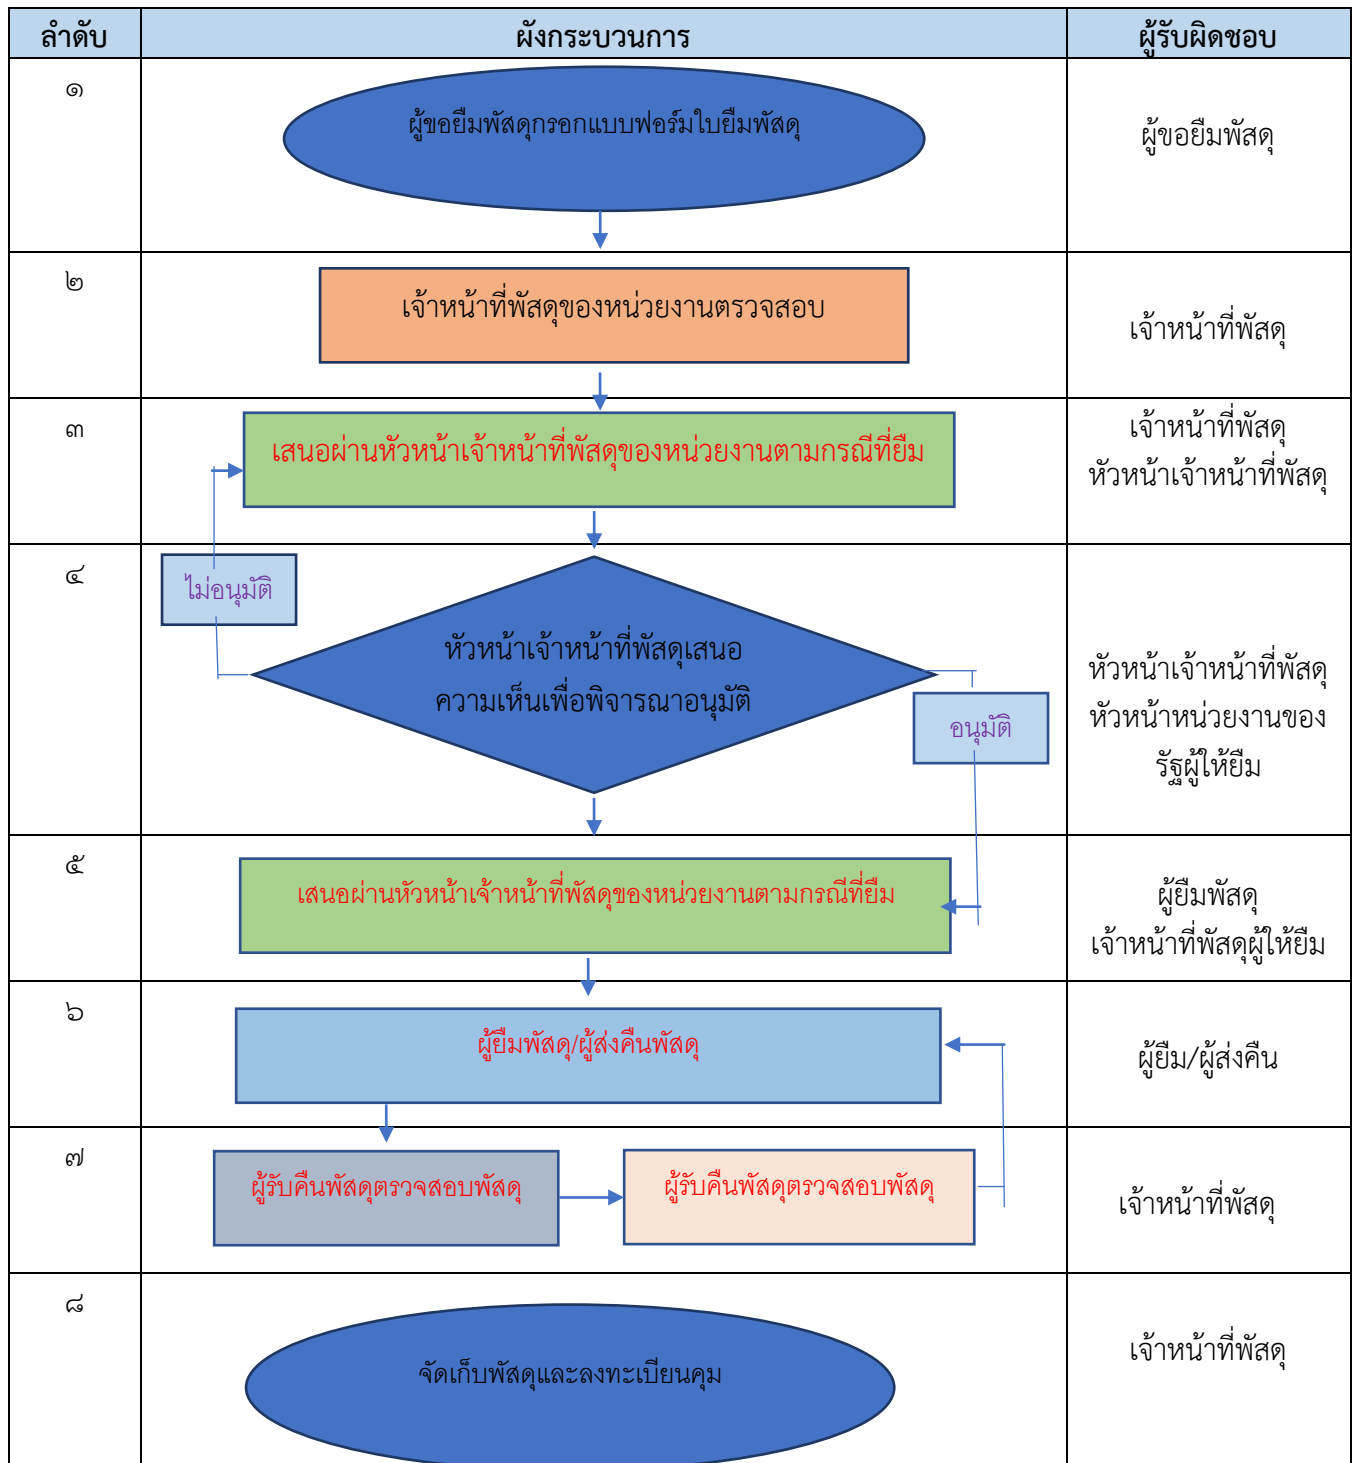 ลำดับ ผังกระบวนการ ผู้รับผิดชอบ
๑
ผู้ขอยืมพัสดุกรอกแบบฟอร์มใบยืมพัสดุ
ผู้ขอยืมพัสดุ
๒
เจ้าหน้าที่พัสดุของหน่วยงานตรวจสอบ
เจ้าหน้าที่พัสดุ
๓
เสนอผ่านหัวหน้าเจ้าหน้าที่พัสดุของหน่วยงานตามกรณีที่ยืม
เจ้าหน้าที่พัสดุ
หัวหน้าเจ้าหน้าที่พัสดุ
๔
ไม่อนุมัติ
หัวหน้าเจ้าหน้าที่พัสดุเสนอ
ความเห็นเพื่อพิจารณาอนุมัติ
อนุมัติ
หัวหน้าเจ้าหน้าที่พัสดุ
หัวหน้าหน่วยงานของ
รัฐผู้ให้ยืม
๕
เสนอผ่านหัวหน้าเจ้าหน้าที่พัสดุของหน่วยงานตามกรณีที่ยืม
ผู้ยืมพัสดุ
เจ้าหน้าที่พัสดุผู้ให้ยืม
๖
ผู้ยืมพัสดุ/ผู้ส่งคืนพัสดุ
ผู้ยืม/ผู้ส่งคืน
๗
ผู้รับคืนพัสดุตรวจสอบพัสดุ
ผู้รับคืนพัสดุตรวจสอบพัสดุ
เจ้าหน้าที่พัสดุ
๘
จัดเก็บพัสดุและลงทะเบียนคุม
เจ้าหน้าที่พัสดุ